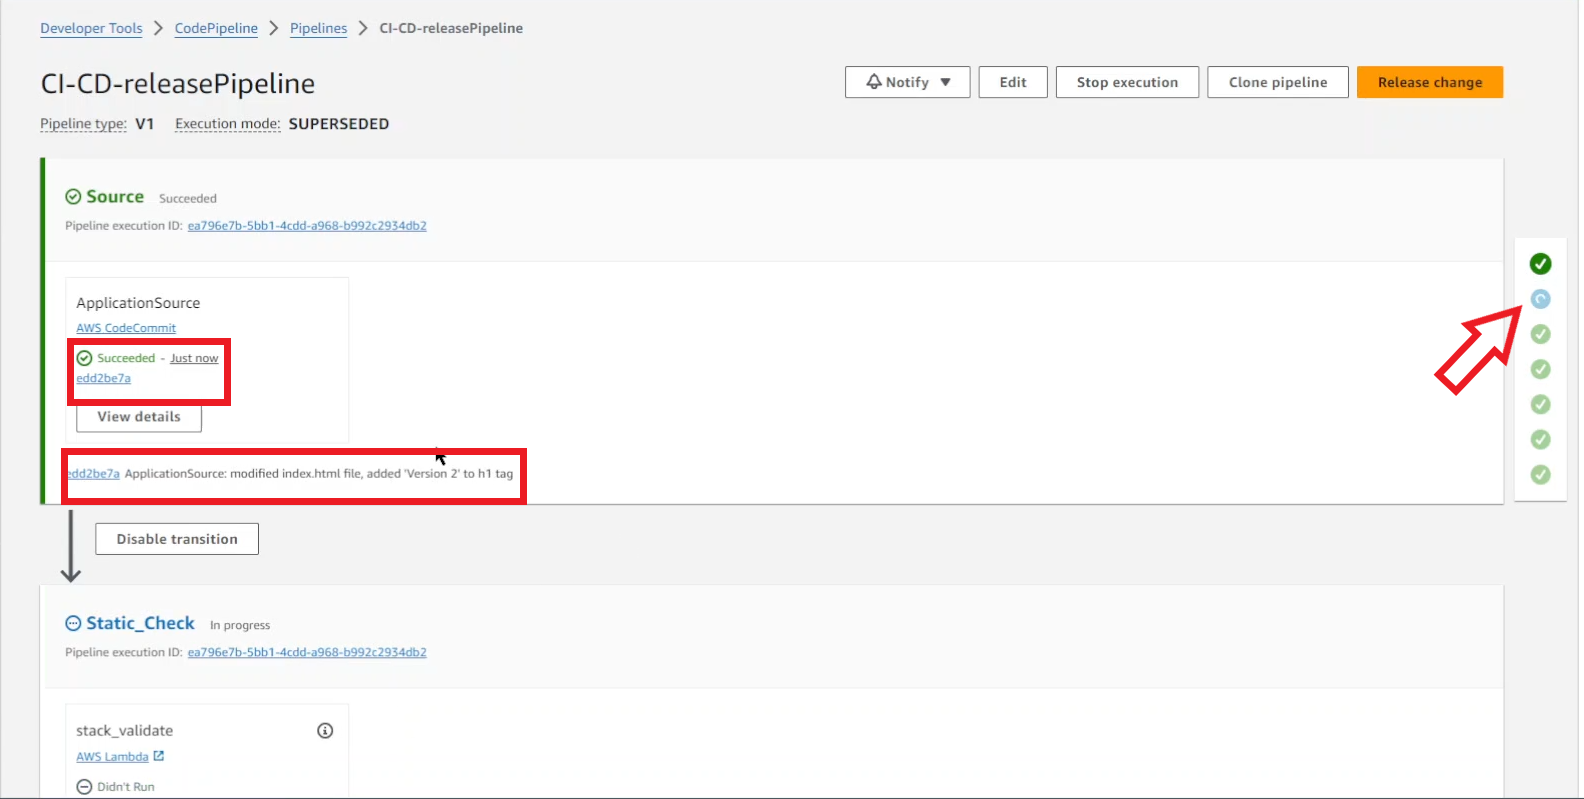 Developer Tools > CodePipeline > Pipelines > CI-CD-releasePipeline
CI-CD-releasePipeline
Notify ▼ Edit Stop execution Clone pipeline Release change
Pipeline type: V1 Execution mode: SUPERSEDED
Source Succeeded
Pipeline execution ID: ea796e7b-5bb1-4cdd-a968-b992c2934db2
ApplicationSource
AWS CodeCommit
Succeeded - Just now
edd2be7a
View details
edd2be7a ApplicationSource: modified index.html file, added 'Version 2' to h1 tag
Disable transition
Static_Check In progress
Pipeline execution ID: ea796e7b-5bb1-4cdd-a968-b992c2934db2
stack_validate
AWS Lambda
Didn't Run